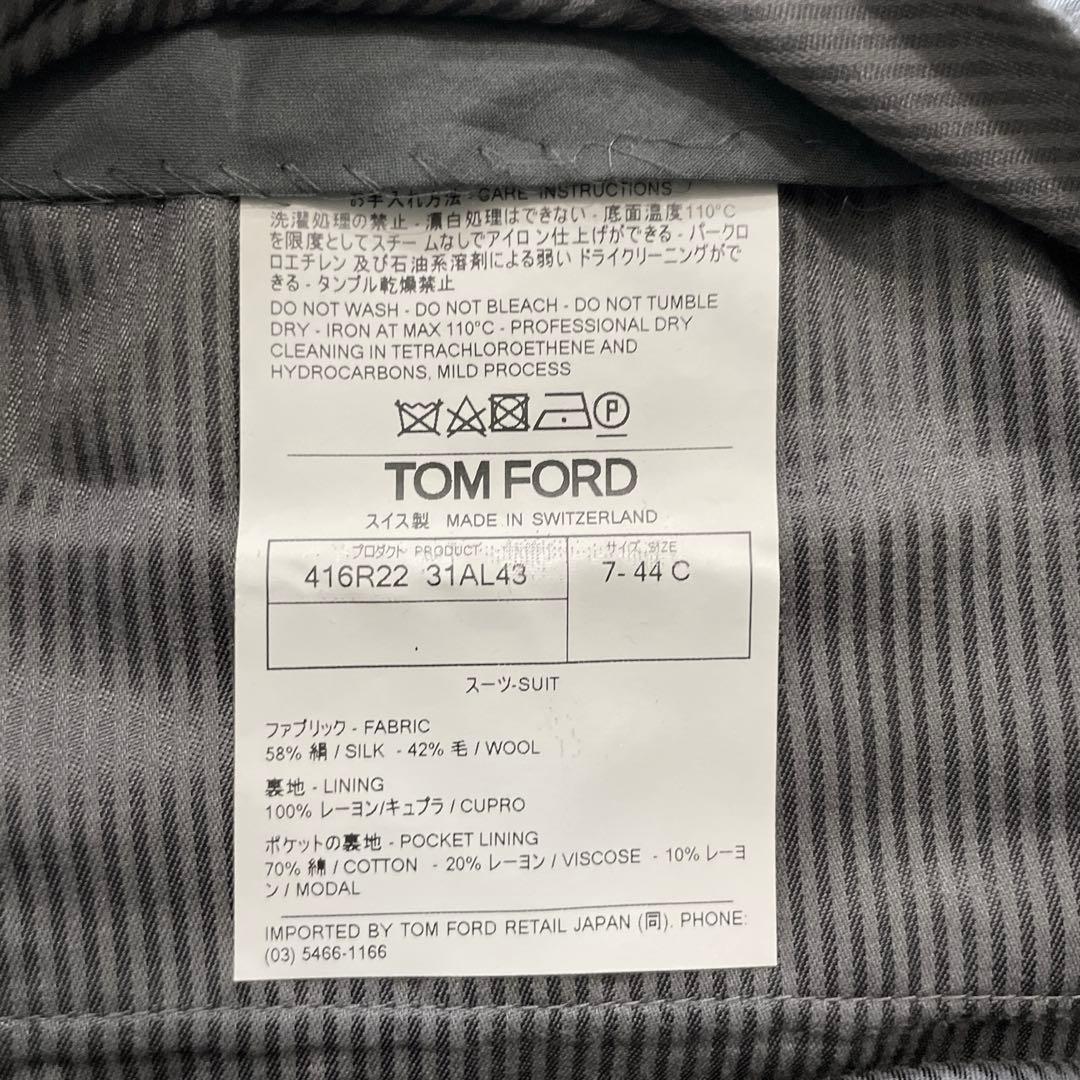 お手入れ方法 - CARE INSTRUCTIONS
洗濯処理の禁止 - 漂白処理はできない - 底面温度110°C
を限度としてスチームなしでアイロン仕上げができる - パークロ
ロエチレン 及び石油系溶剤による弱い ドライクリーニングがで
きる - タンブル乾燥禁止
DO NOT WASH - DO NOT BLEACH - DO NOT TUMBLE
DRY - IRON AT MAX 110°C - PROFESSIONAL DRY
CLEANING IN TETRACHLOROETHENE AND
HYDROCARBONS, MILD PROCESS
P
TOM FORD
スイス製 MADE IN SWITZERLAND
プロダクト PRODUCT サイズ SIZE
416R22 31AL43 7- 44 C
スーツ-SUIT
ファブリック - FABRIC
58% 絹 / SILK - 42% 毛 / WOOL
裏地 - LINING
100% レーヨン/キュプラ / CUPRO
ポケットの裏地 - POCKET LINING
70% 綿 / COTTON - 20% レーヨン / VISCOSE - 10% レーヨ
ン / MODAL
IMPORTED BY TOM FORD RETAIL JAPAN (同). PHONE:
(03) 5466-1166